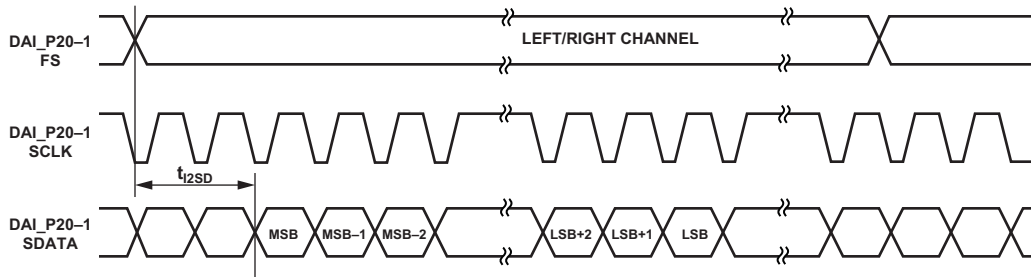 DAI_P20–1
FS
LEFT/RIGHT CHANNEL
DAI_P20–1
SCLK
tI2SD
DAI_P20–1
SDATA
MSB
MSB–1
MSB–2
LSB+2
LSB+1
LSB